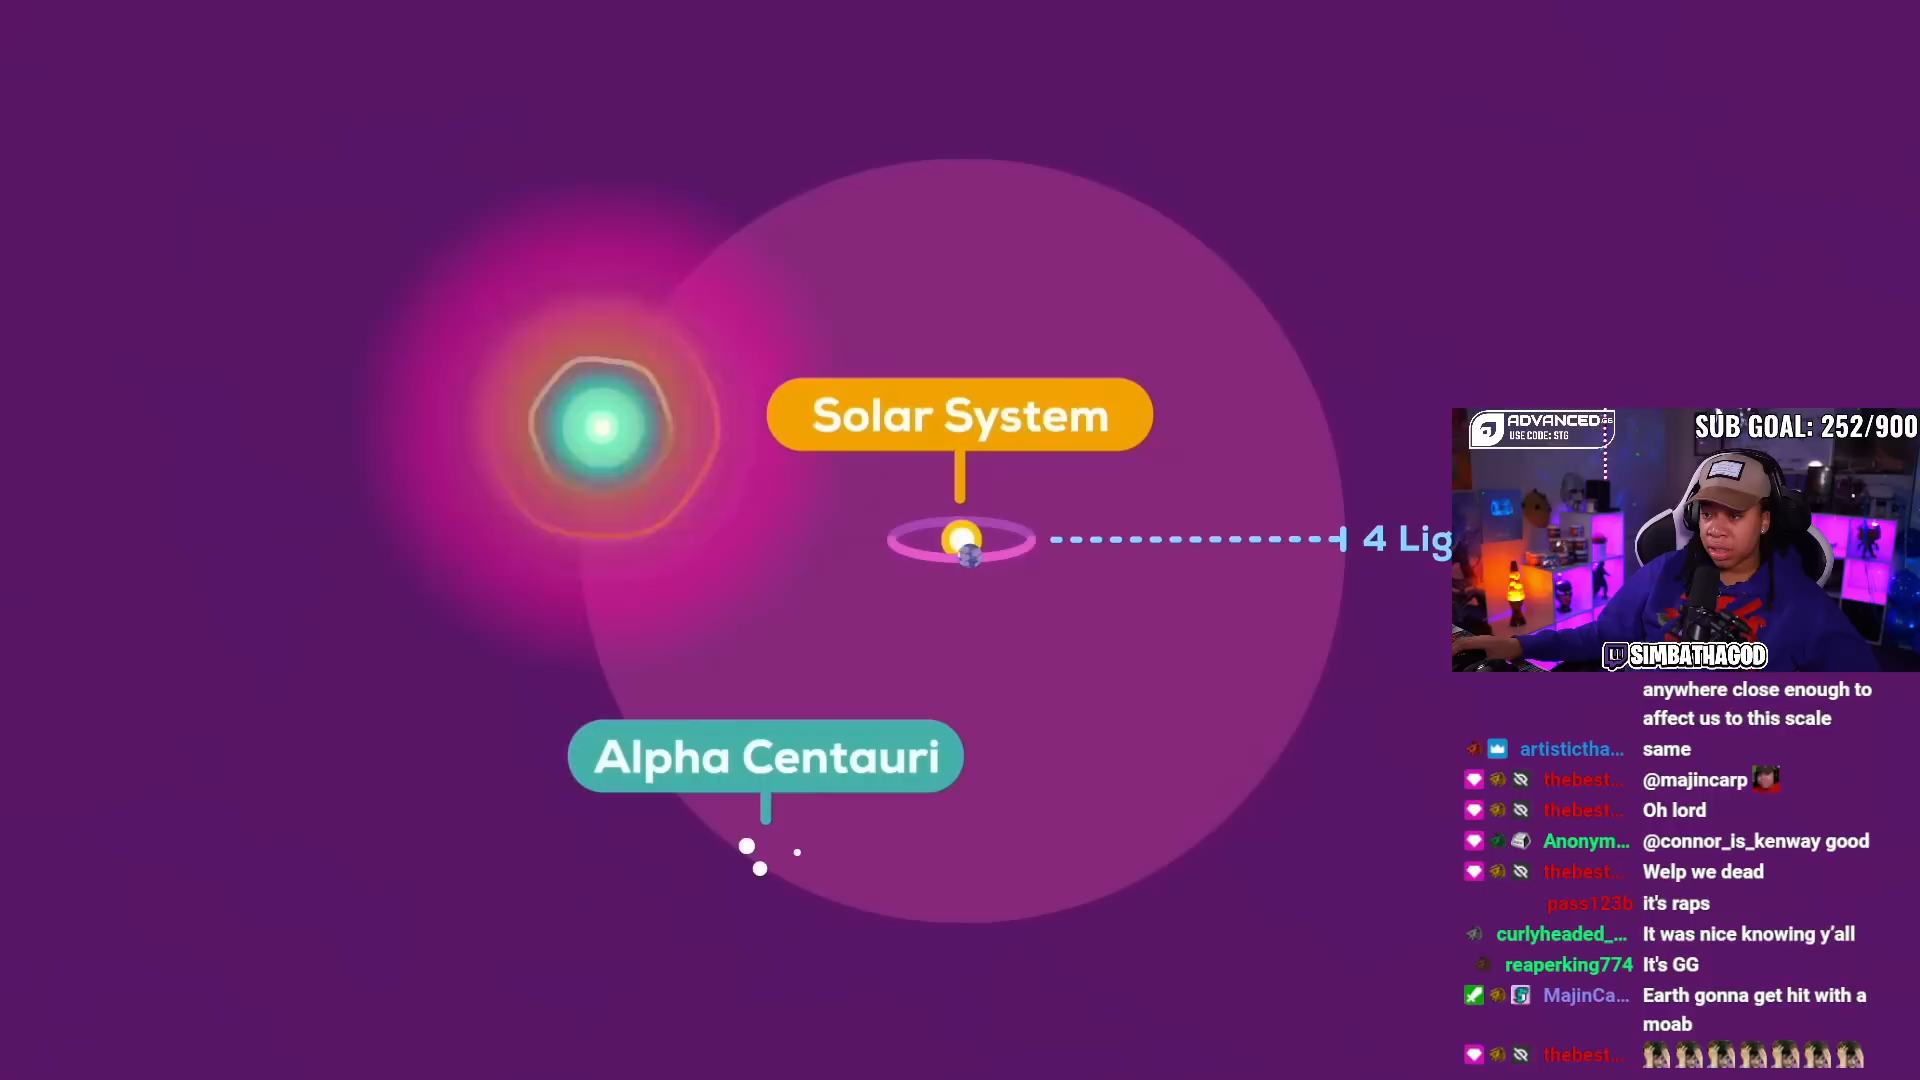 Solar System
4 Lig
Alpha Centauri
ADVANCED.GG
USE CODE: STG
SUB GOAL: 252/900
SIMBATHAGOD
anywhere close enough to
affect us to this scale
artistictha... same
thebest... @majincarp
thebest... Oh lord
Anonym... @connor_is_kenway good
thebest... Welp we dead
pass123b it's raps
curlyheaded_... It was nice knowing y'all
reaperking774 It's GG
MajinCa... Earth gonna get hit with a
moab
thebest...